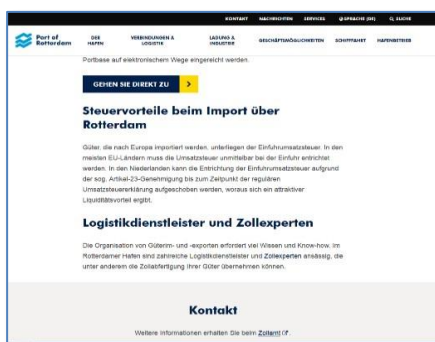 KONTAKT NACHRICHTEN SERVICES SPRACHE (DE) SUCHE
Port of Rotterdam
DER HAFEN
VERBINDUNGEN & LOGISTIK
LADUNG & INDUSTRIE
GESCHÄFTSMÖGLICHKEITEN SCHIFFFAHRT HAFENBETRIEB
Portbase auf elektronischem Wege eingereicht werden.
GEHEN SIE DIREKT ZU >
Steuervorteile beim Import über
Rotterdam
Güter, die nach Europa importiert werden, unterliegen der Einfuhrumsatzsteuer. In den
meisten EU-Ländern muss die Umsatzsteuer unmittelbar bei der Einfuhr entrichtet
werden. In den Niederlanden kann die Entrichtung der Einfuhrumsatzsteuer aufgrund
der sog. Artikel-23-Genehmigung bis zum Zeitpunkt der regulären
Umsatzsteuererklärung aufgeschoben werden, woraus sich ein attraktiver
Liquiditätsvorteil ergibt.
Logistikdienstleister und Zollexperten
Die Organisation von Güterim- und -exporten erfordert viel Wissen und Know-how. Im
Rotterdamer Hafen sind zahlreiche Logistikdienstleister und Zollexperten ansässig, die
unter anderem die Zollabfertigung Ihrer Güter übernehmen können.
Kontakt
Weitere Informationen erhalten Sie beim Zollamt.